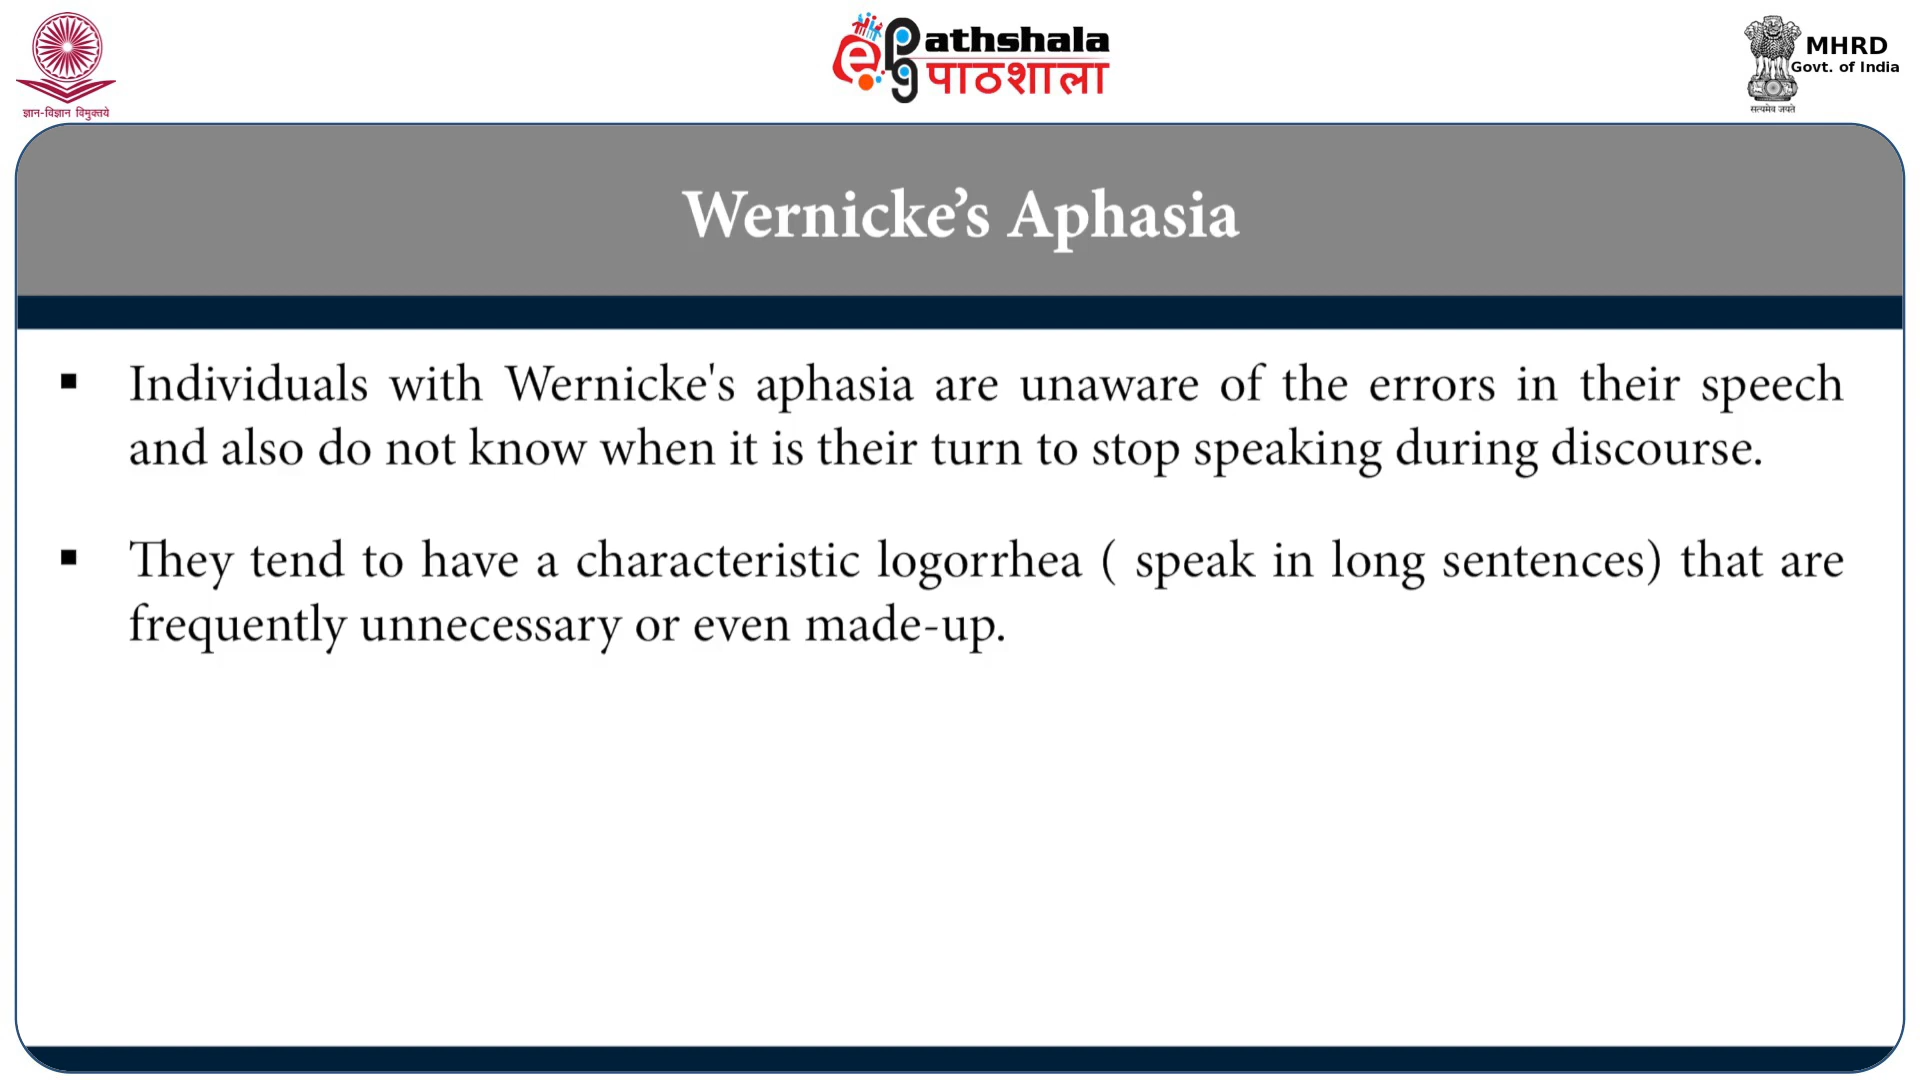 ज्ञान-विज्ञान विमुक्तये
e
Pathshala
pg
पाठशाला
MHRD
Govt. of India
सत्यमेव जयते
Wernicke’s Aphasia
▪ Individuals with Wernicke's aphasia are unaware of the errors in their speech
and also do not know when it is their turn to stop speaking during discourse.
▪ They tend to have a characteristic logorrhea ( speak in long sentences) that are
frequently unnecessary or even made-up.